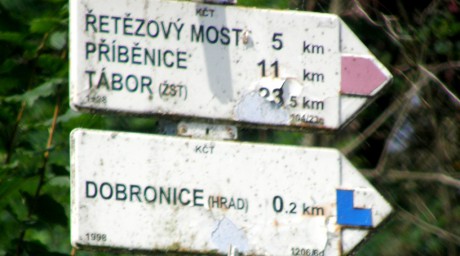 KČT
ŘETĚZOVÝ MOST 5 km
PŘÍBĚNICE 11 km
TÁBOR (ŽST) 23,5 km
1998
KČT
DOBRONICE (HRAD) 0.2 km
1998